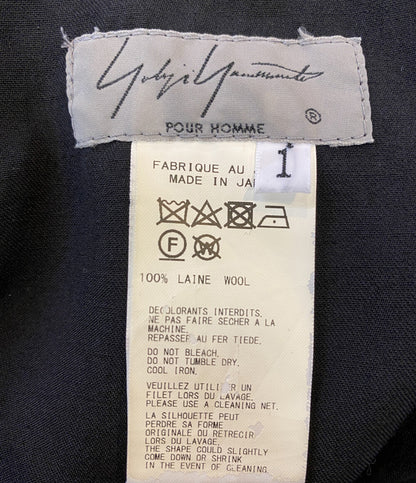 Yohji Yamamoto
®
POUR HOMME
1
FABRIQUE AU
MADE IN
F W
100% LAINE WOOL
DECOLORANTS INTERDITS.
NE PAS FAIRE SECHER A LA
MACHINE.
REPASSER AU FER TIEDE.
DO NOT BLEACH.
DO NOT TUMBLE DRY.
COOL IRON.
VEUILLEZ UTILIZER UN
FILET LORS DU LAVAGE.
PLEASE USE A CLEANING NET.
LA SILHOUETTE PEUT
PERDRE SA FORME
ORIGINALE OU RETRECIR
LORS DU LAVAGE.
THE SHAPE COULD SLIGHTLY
COME DOWN OR SHRINK
IN THE EVENT OF CLEANING.